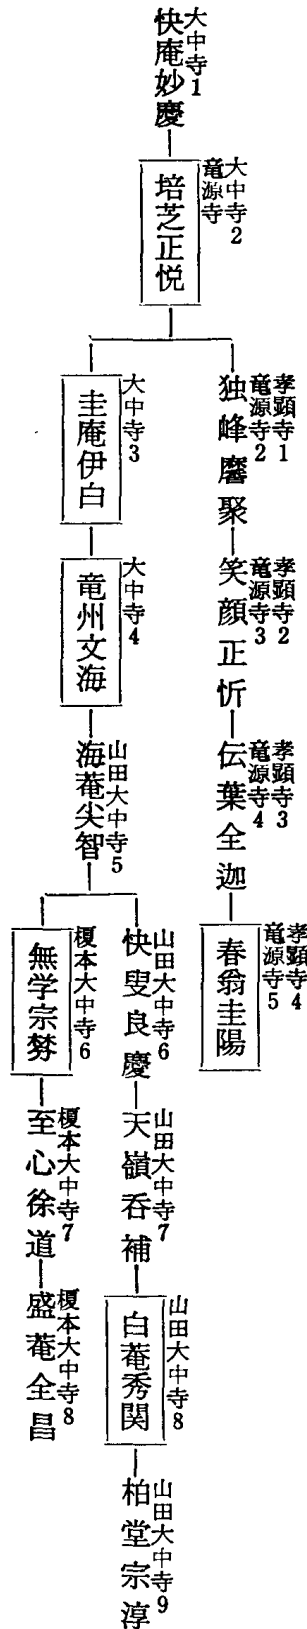 大中寺1
快庵妙慶
大中寺2
竜源寺
培芝正悦
孝顕寺1
竜源寺2
独峰麐聚
孝顕寺2
竜源寺3
笑顔正忻
孝顕寺3
竜源寺4
伝葉全迦
孝顕寺4
竜源寺5
春翁圭陽
大中寺3
圭庵伊白
大中寺4
竜州文海
山田大中寺5
海菴尖智
山田大中寺6
快叟良慶
山田大中寺7
天嶺呑補
山田大中寺8
白菴秀関
山田大中寺9
柏堂宗淳
榎本大中寺6
無学宗棼
榎本大中寺7
至心徐道
榎本大中寺8
盛菴全昌